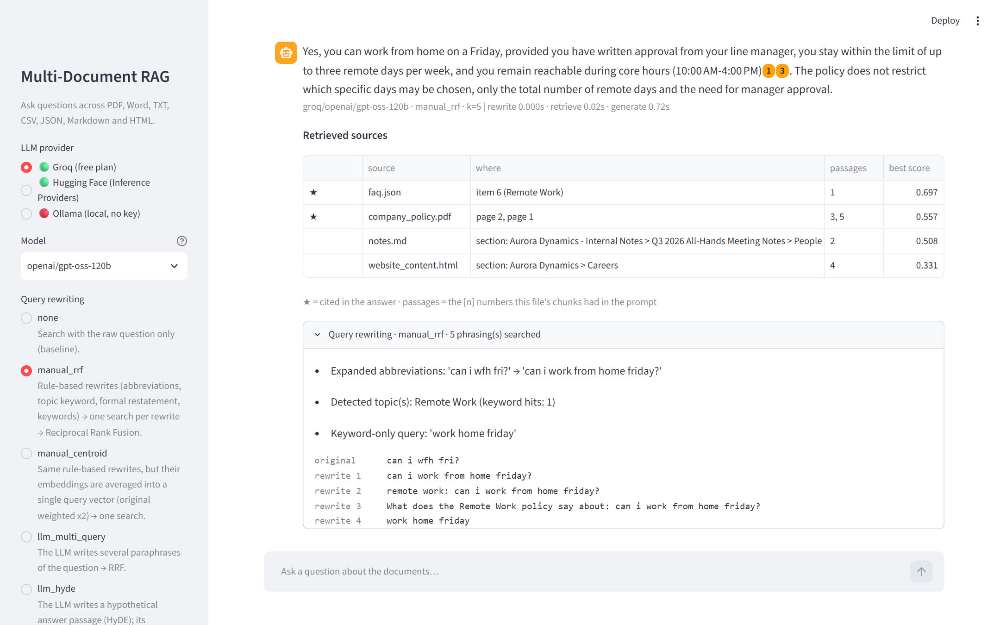 Deploy
Multi-Document RAG
Ask questions across PDF, Word, TXT,
CSV, JSON, Markdown and HTML.
LLM provider
Groq (free plan)
Hugging Face (Inference
Providers)
Ollama (local, no key)
Model
openai/gpt-oss-120b
Query rewriting
none
Search with the raw question only
(baseline).
manual_rrf
Rule-based rewrites (abbreviations,
topic keyword, formal restatement,
keywords) → one search per rewrite
→ Reciprocal Rank Fusion.
manual_centroid
Same rule-based rewrites, but their
embeddings are averaged into a
single query vector (original
weighted x2) → one search.
llm_multi_query
The LLM writes several paraphrases
of the question → RRF.
llm_hyde
The LLM writes a hypothetical
answer passage (HyDE); its
Yes, you can work from home on a Friday, provided you have written approval from your line manager, you stay within the limit of up
to three remote days per week, and you remain reachable during core hours (10:00 AM-4:00 PM) 1 3 . The policy does not restrict
which specific days may be chosen, only the total number of remote days and the need for manager approval.
groq/openai/gpt-oss-120b · manual_rrf · k=5 | rewrite 0.000s · retrieve 0.02s · generate 0.72s
Retrieved sources
source where passages best score
★ faq.json item 6 (Remote Work) 1 0.697
★ company_policy.pdf page 2, page 1 3, 5 0.557
notes.md section: Aurora Dynamics - Internal Notes > Q3 2026 All-Hands Meeting Notes > People 2 0.508
website_content.html section: Aurora Dynamics > Careers 4 0.331
★ = cited in the answer · passages = the [n] numbers this file's chunks had in the prompt
Query rewriting · manual_rrf · 5 phrasing(s) searched
• Expanded abbreviations: 'can i wfh fri?' → 'can i work from home friday?'
• Detected topic(s): Remote Work (keyword hits: 1)
• Keyword-only query: 'work home friday'
original can i wfh fri?
rewrite 1 can i work from home friday?
rewrite 2 remote work: can i work from home friday?
rewrite 3 What does the Remote Work policy say about: can i work from home friday?
rewrite 4 work home friday
Ask a question about the documents...